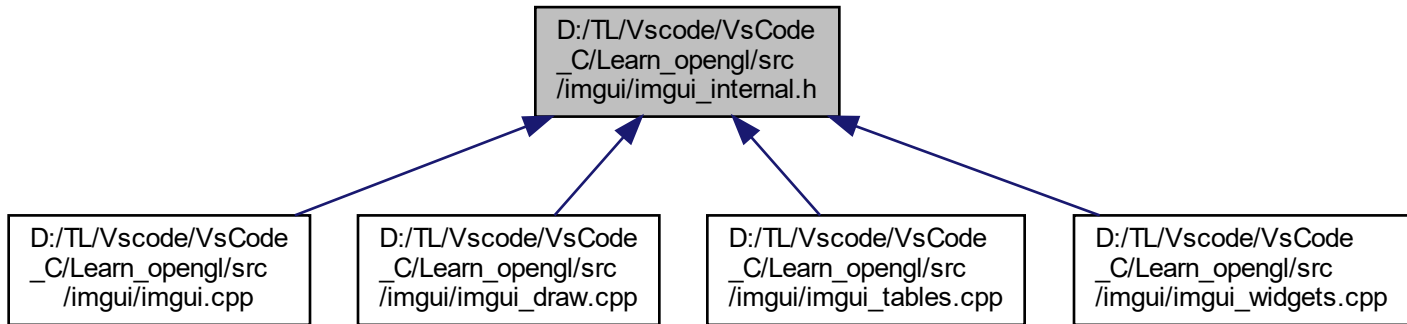 D:/TL/Vscode/VsCode
_C/Learn_opengl/src
/imgui/imgui_internal.h
D:/TL/Vscode/VsCode
_C/Learn_opengl/src
/imgui/imgui.cpp
D:/TL/Vscode/VsCode
_C/Learn_opengl/src
/imgui/imgui_draw.cpp
D:/TL/Vscode/VsCode
_C/Learn_opengl/src
/imgui/imgui_tables.cpp
D:/TL/Vscode/VsCode
_C/Learn_opengl/src
/imgui/imgui_widgets.cpp